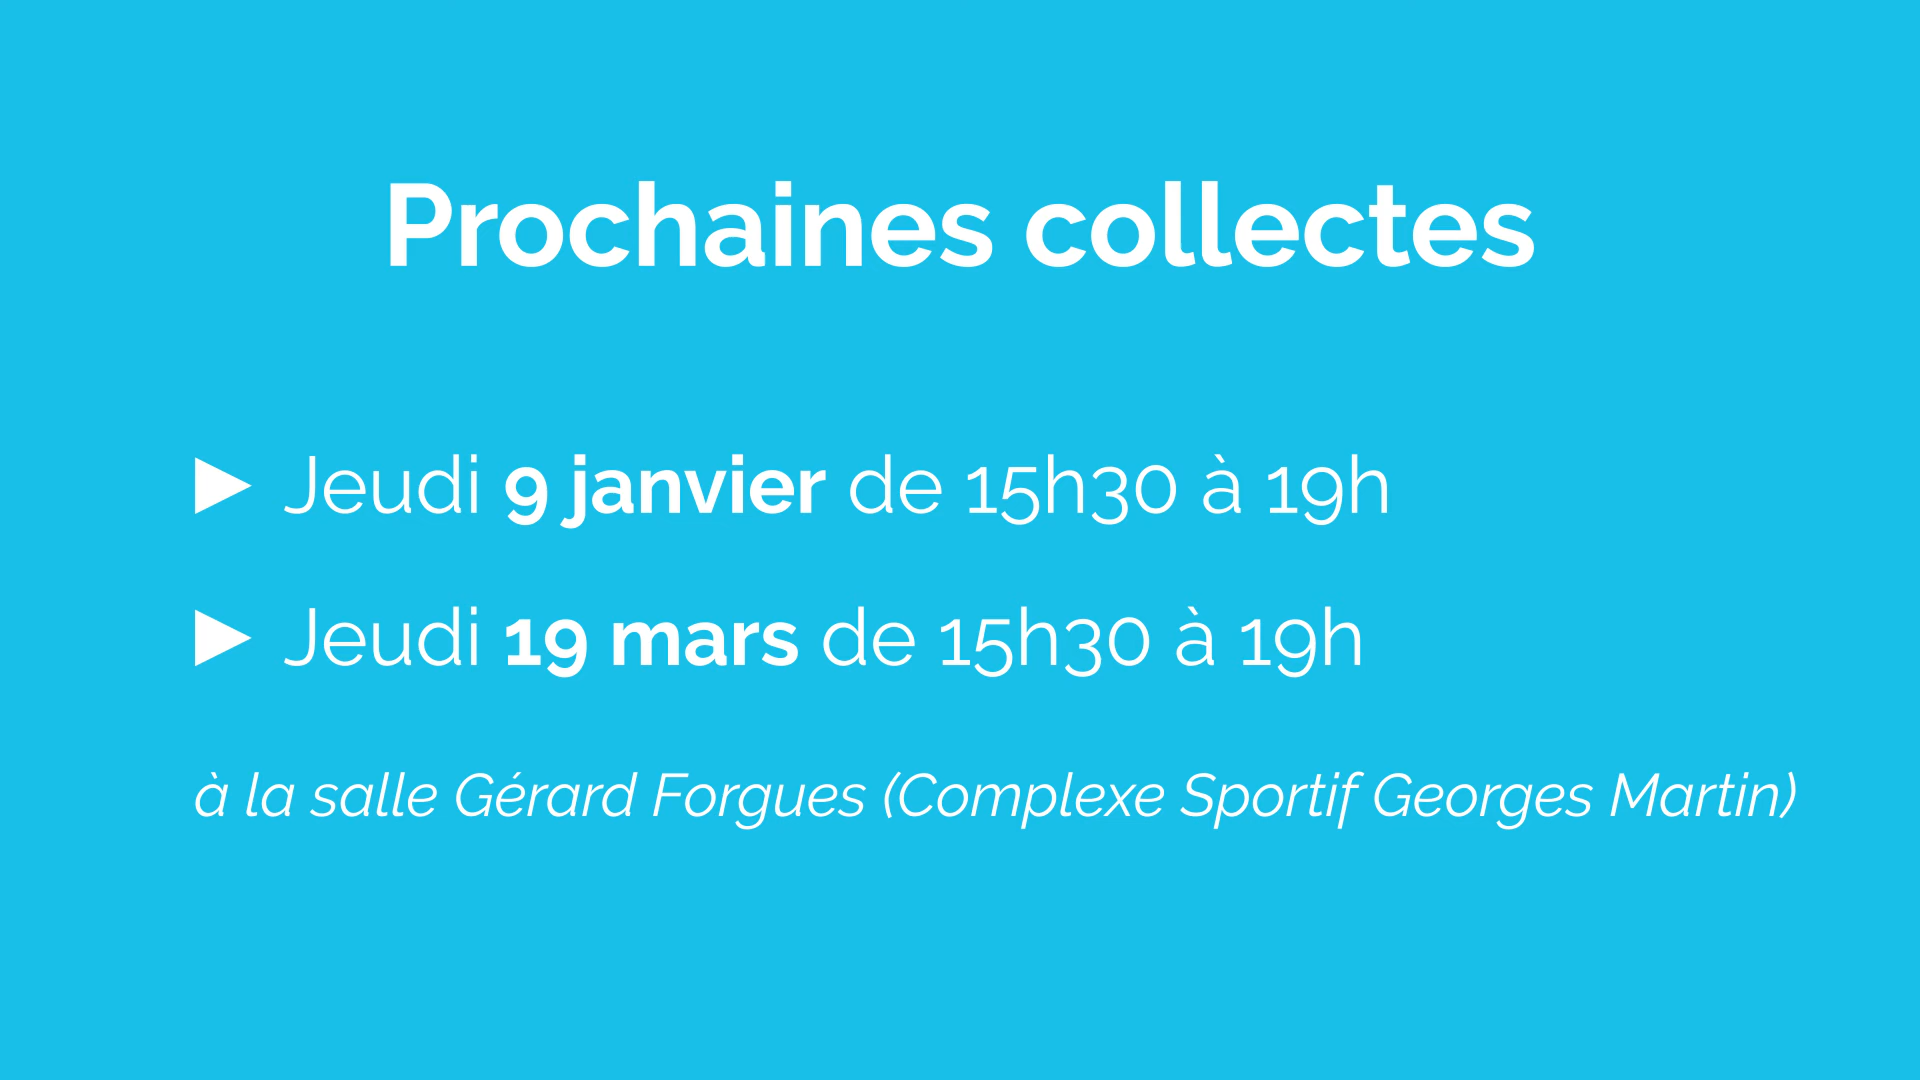 Prochaines collectes
► Jeudi 9 janvier de 15h30 à 19h
► Jeudi 19 mars de 15h30 à 19h
à la salle Gérard Forgues (Complexe Sportif Georges Martin)